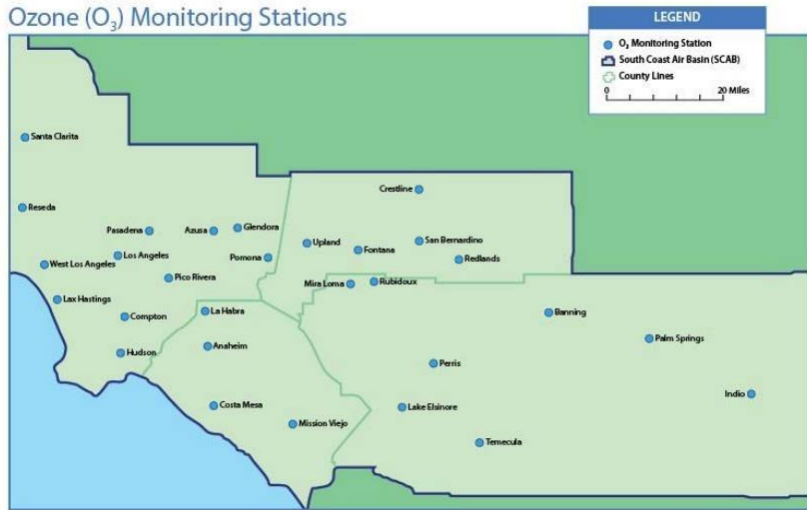 Ozone (O₃) Monitoring Stations
LEGEND
O₃ Monitoring Station
South Coast Air Basin (SCAB)
County Lines
0 20 Miles
Santa Clarita
Crestline
Reseda
Pasadena
Azusa
Glendora
Upland
Fontana
San Bernardino
Redlands
West Los Angeles
Los Angeles
Pomona
Pico Rivera
Mira Loma
Rubidoux
Lax Hastings
Compton
La Habra
Banning
Hudson
Anaheim
Palm Springs
Perris
Indio
Costa Mesa
Lake Elsinore
Mission Viejo
Temecula